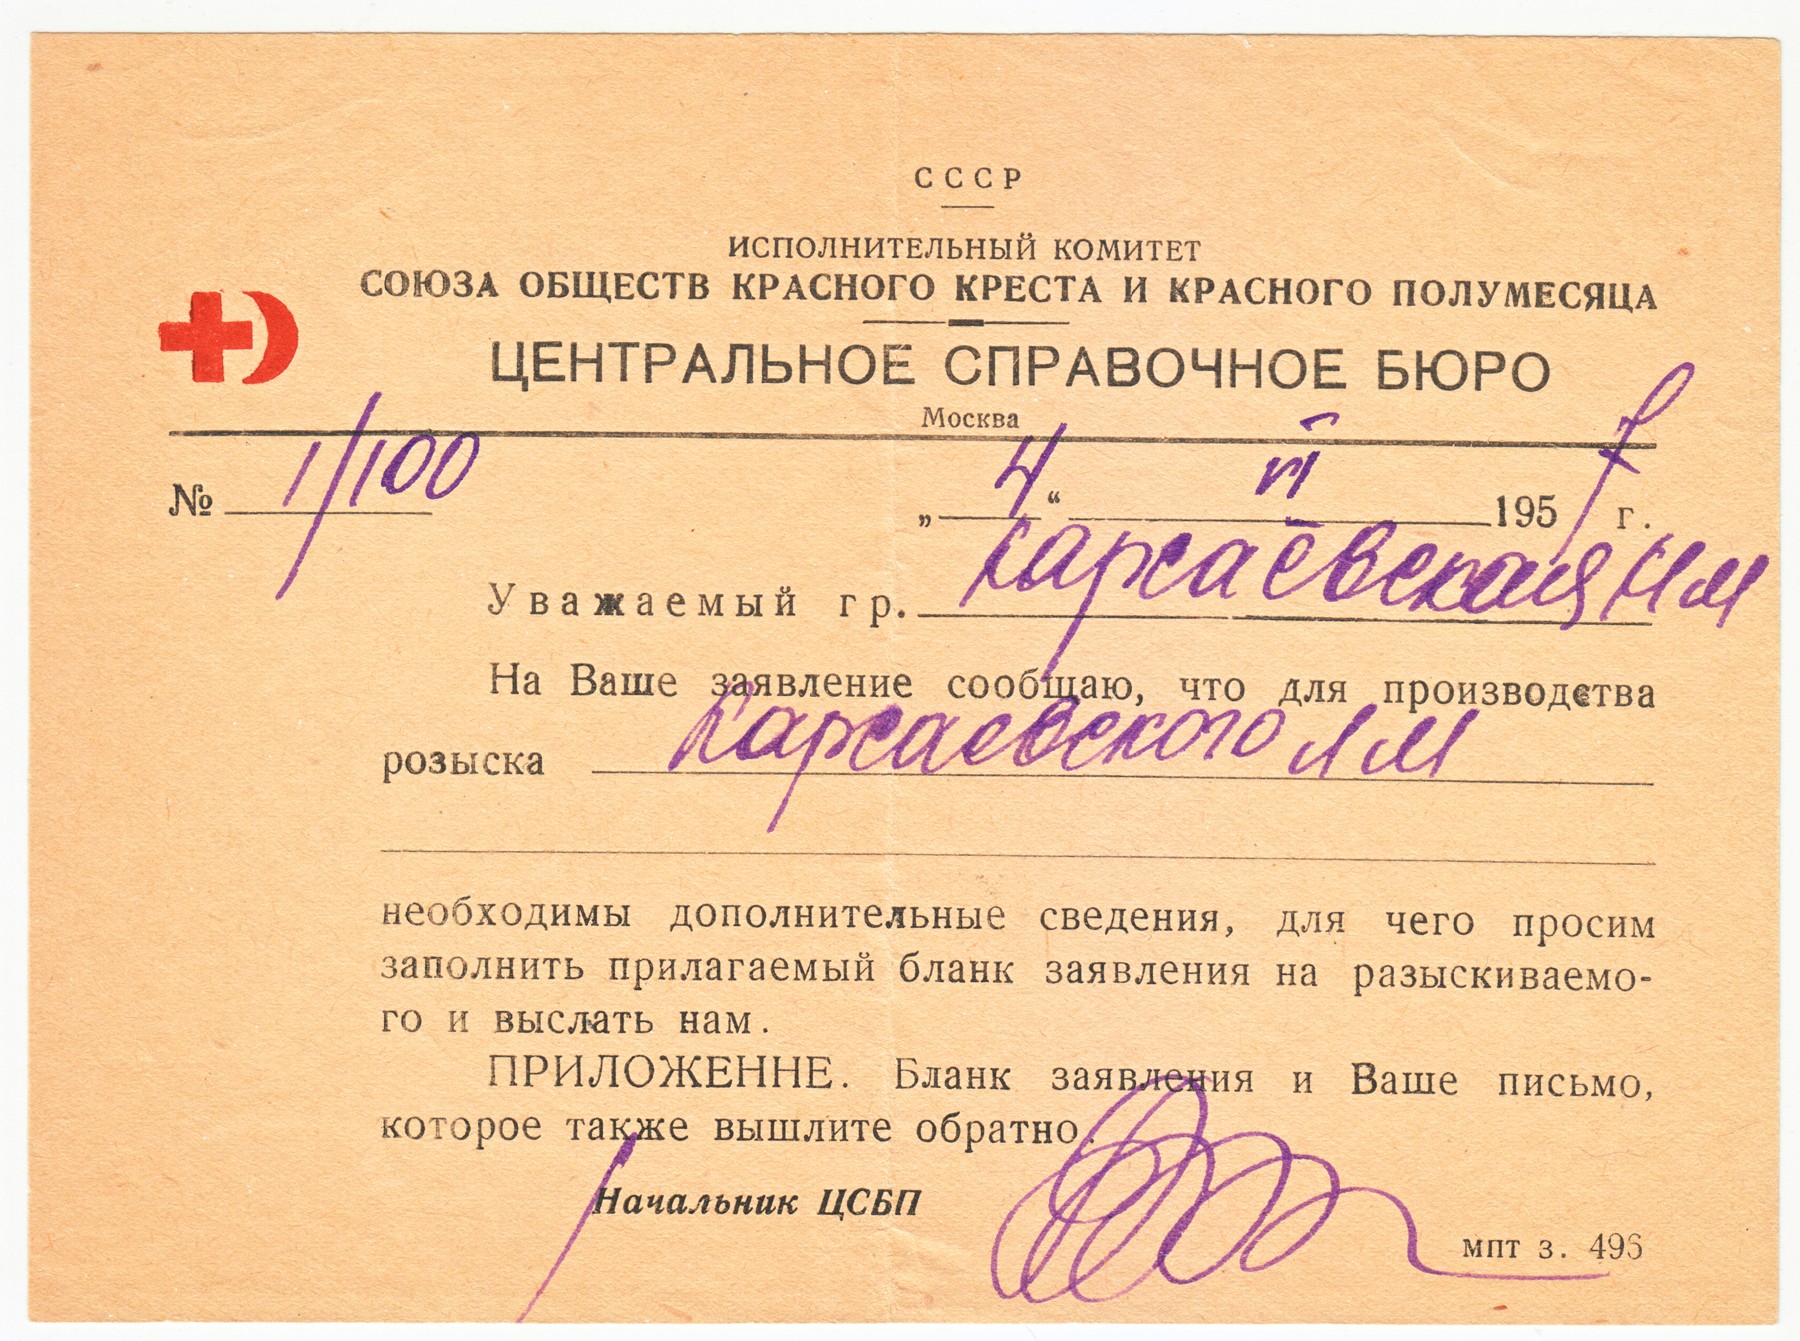 СССР
ИСПОЛНИТЕЛЬНЫЙ КОМИТЕТ
СОЮЗА ОБЩЕСТВ КРАСНОГО КРЕСТА И КРАСНОГО ПОЛУМЕСЯЦА
ЦЕНТРАЛЬНОЕ СПРАВОЧНОЕ БЮРО
Москва
№ 1/100 „4“ VI 1957 г.
Уважаемый гр. Каргаевская Н М
На Ваше заявление сообщаю, что для производства
розыска Каргаевского Л М
необходимы дополнительные сведения, для чего просим
заполнить прилагаемый бланк заявления на разыскиваемо-
го и выслать нам.
ПРИЛОЖЕННЕ. Бланк заявления и Ваше письмо,
которое также вышлите обратно.
Начальник ЦСБП
мпт з. 496